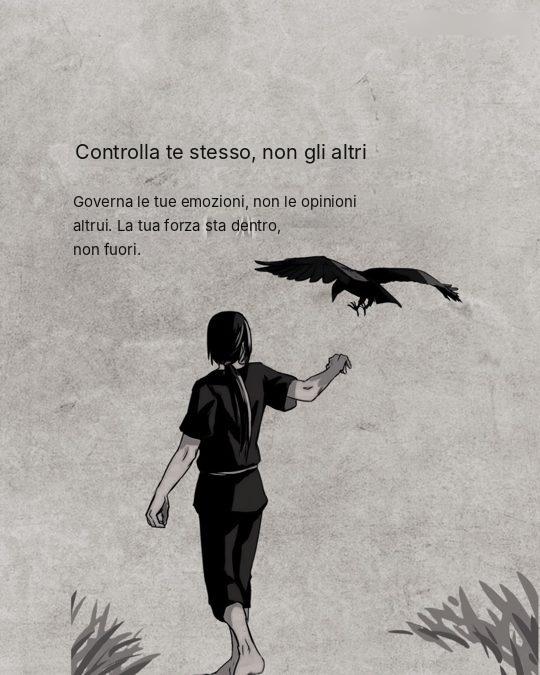 Controlla te stesso, non gli altri
Governa le tue emozioni, non le opinioni
altrui. La tua forza sta dentro,
non fuori.